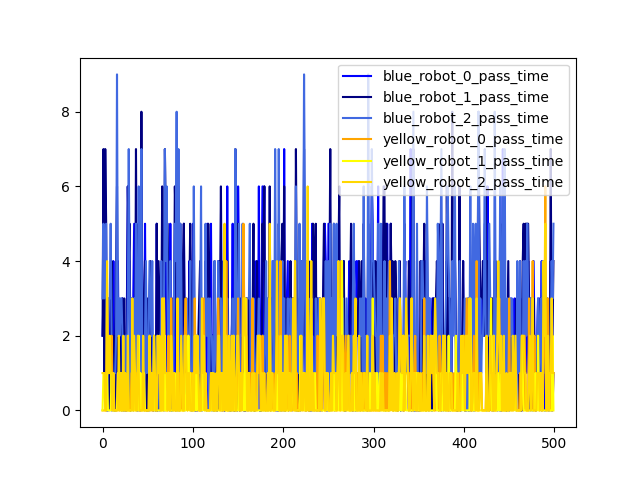 blue_robot_0_pass_time
blue_robot_1_pass_time
blue_robot_2_pass_time
yellow_robot_0_pass_time
yellow_robot_1_pass_time
yellow_robot_2_pass_time
8
6
4
2
0
0 100 200 300 400 500